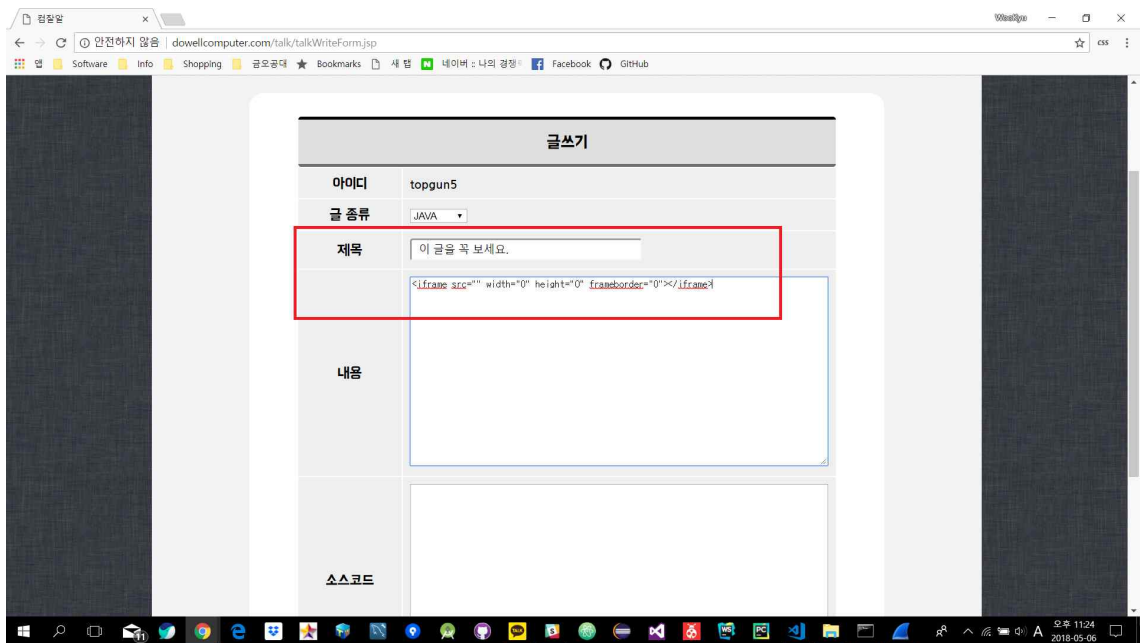 컴잘알
WooKyu
안전하지 않음 | dowellcomputer.com/talk/talkWriteForm.jsp
css
앱 Software Info Shopping 금오공대 Bookmarks 새 탭 네이버 :: 나의 경쟁 Facebook GitHub
글쓰기
아이디 topgun5
글 종류 JAVA
제목 이 글을 꼭 보세요.
<iframe src="" width="0" height="0" frameborder="0"></iframe>
내용
소스코드
오후 11:24
2018-05-06